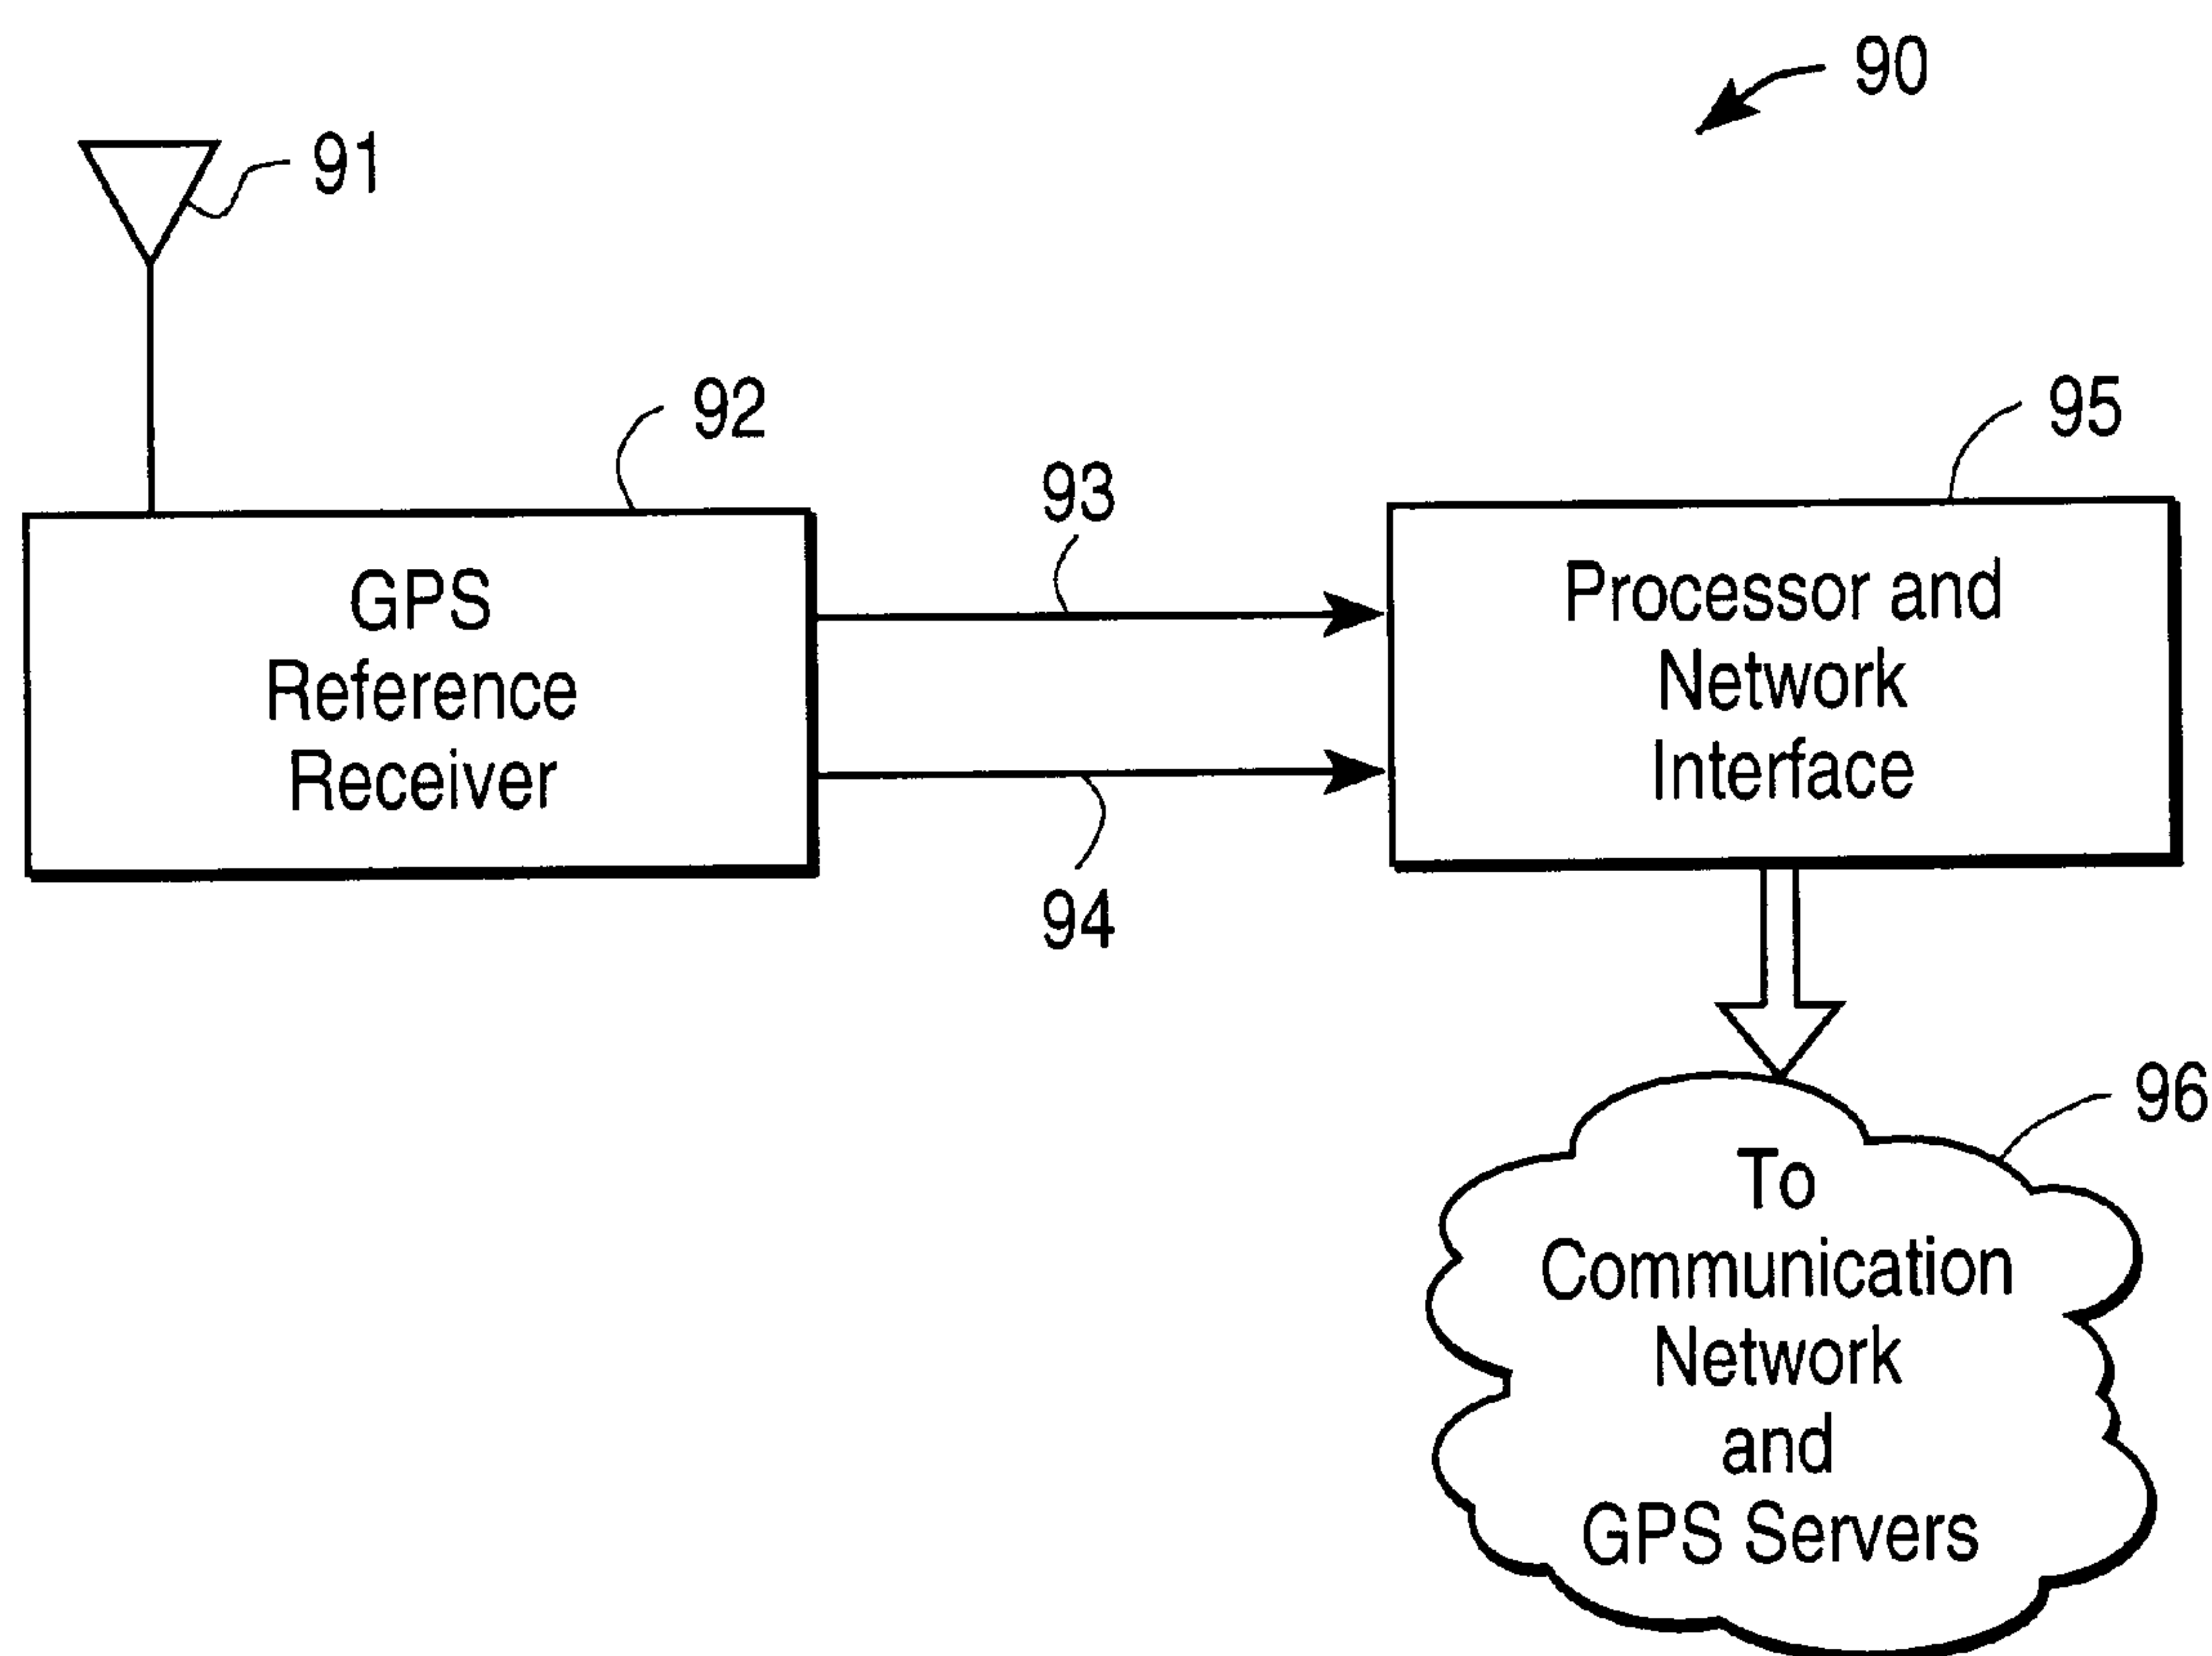 90
91
92
93
94
95
GPS
Reference
Receiver
Processor and
Network
Interface
96
To
Communication
Network
and
GPS Servers